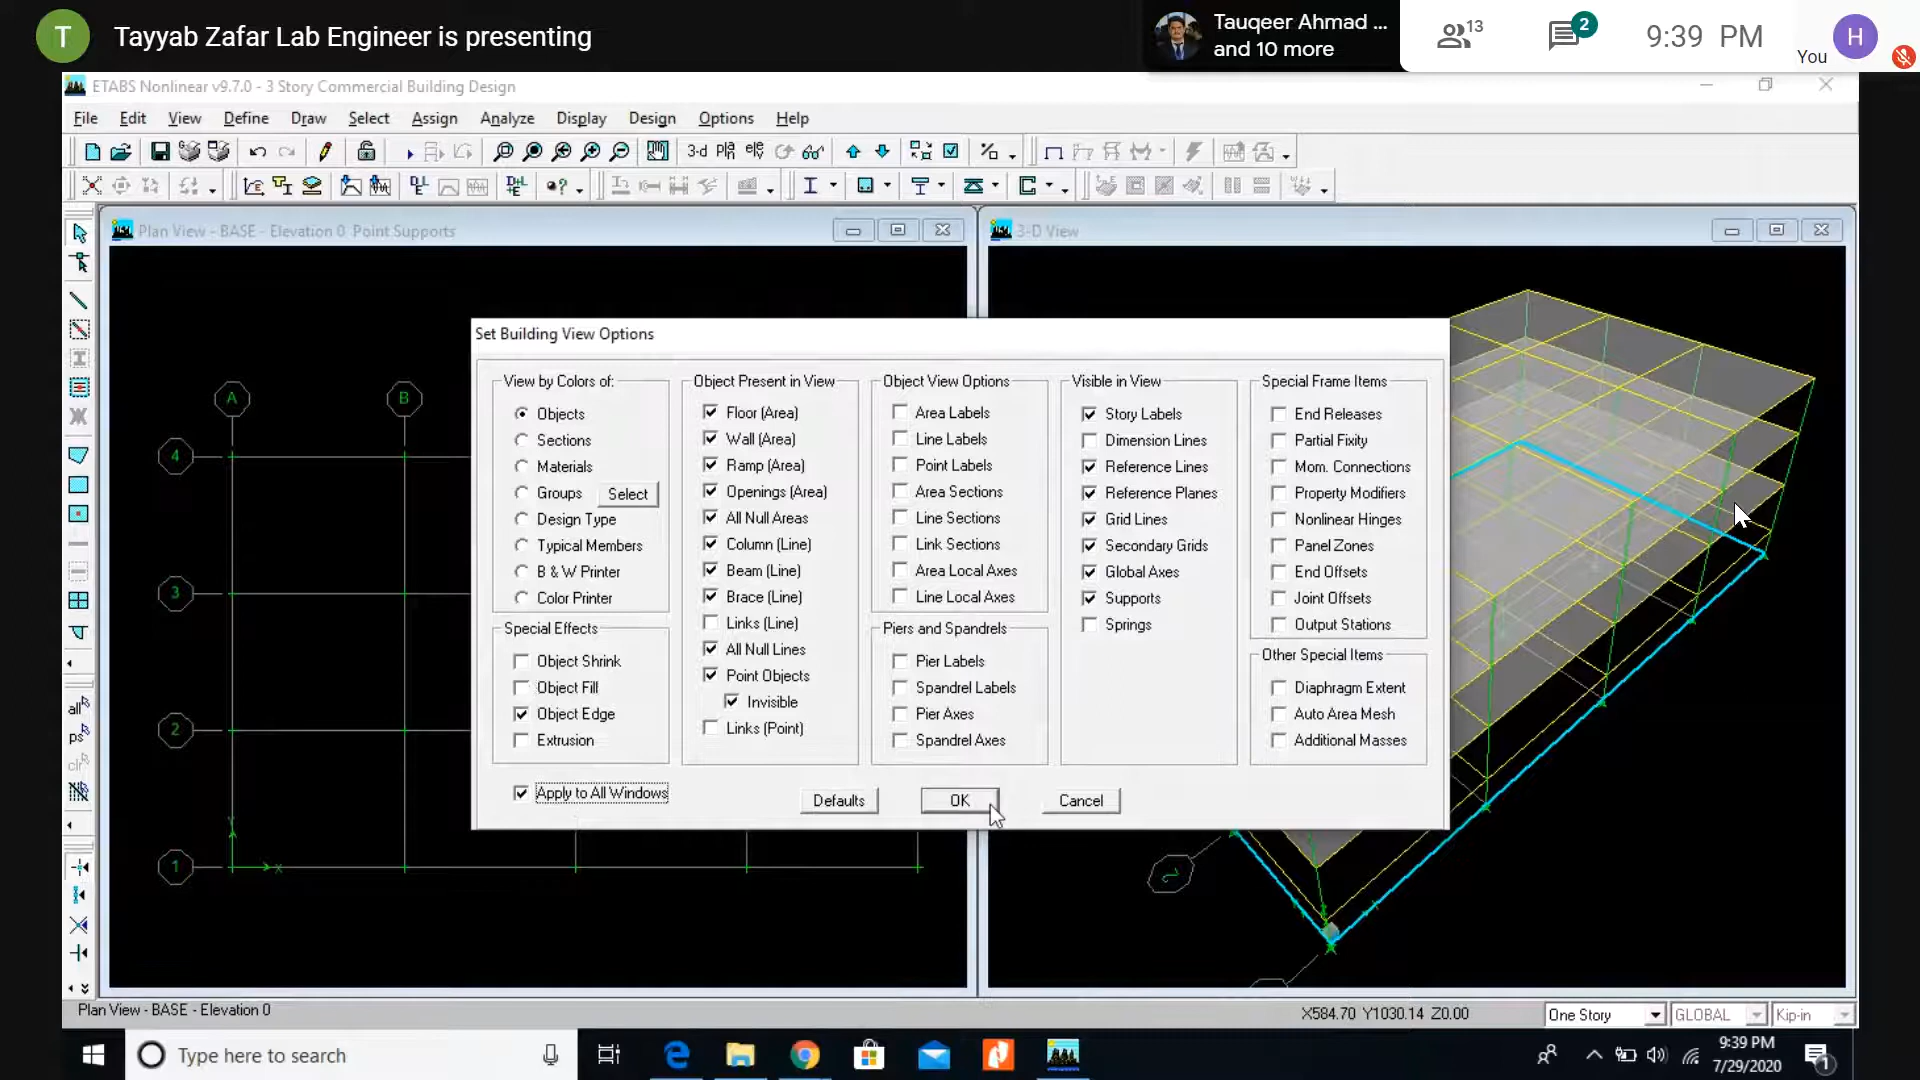 T Tayyab Zafar Lab Engineer is presenting
Tauqeer Ahmad ...
and 10 more
13
2
9:39 PM
You
H
ETABS Nonlinear v9.7.0 - 3 Story Commercial Building Design
File Edit View Define Draw Select Assign Analyze Display Design Options Help
3-d
Plan View - BASE - Elevation 0 Point Supports
3-D View
A
B
4
3
2
1
X
Y
2
Set Building View Options
View by Colors of:
Objects
Sections
Materials
Groups Select
Design Type
Typical Members
B & W Printer
Color Printer
Special Effects
Object Shrink
Object Fill
Object Edge
Extrusion
Apply to All Windows
Object Present in View
Floor (Area)
Wall (Area)
Ramp (Area)
Openings (Area)
All Null Areas
Column (Line)
Beam (Line)
Brace (Line)
Links (Line)
All Null Lines
Point Objects
Invisible
Links (Point)
Object View Options
Area Labels
Line Labels
Point Labels
Area Sections
Line Sections
Link Sections
Area Local Axes
Line Local Axes
Piers and Spandrels
Pier Labels
Spandrel Labels
Pier Axes
Spandrel Axes
Visible in View
Story Labels
Dimension Lines
Reference Lines
Reference Planes
Grid Lines
Secondary Grids
Global Axes
Supports
Springs
Special Frame Items
End Releases
Partial Fixity
Mom. Connections
Property Modifiers
Nonlinear Hinges
Panel Zones
End Offsets
Joint Offsets
Output Stations
Other Special Items
Diaphragm Extent
Auto Area Mesh
Additional Masses
Defaults OK Cancel
all
ps
clr
Plan View - BASE - Elevation 0
X584.70 Y1030.14 Z0.00
One Story
GLOBAL
Kip-in
Type here to search
9:39 PM
7/29/2020
1